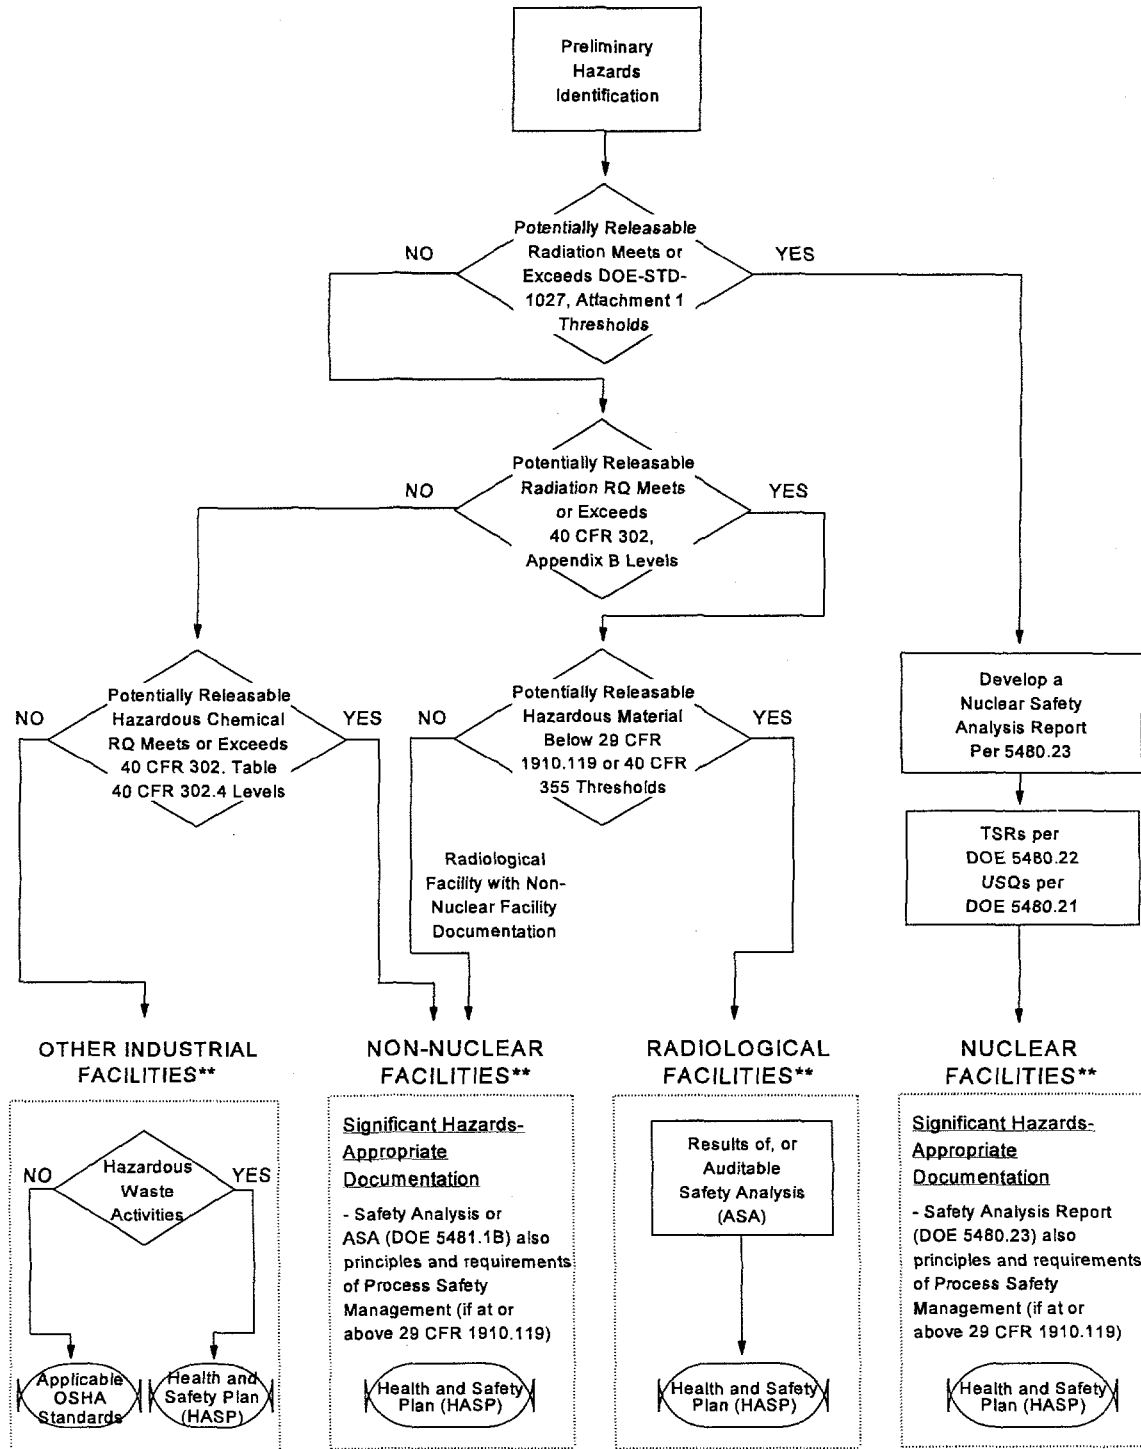 Preliminary
Hazards
Identification
Potentially Releasable
Radiation Meets or
Exceeds DOE-STD-
1027, Attachment 1
Thresholds
NO
YES
Potentially Releasable
Radiation RQ Meets
or Exceeds
40 CFR 302,
Appendix B Levels
NO
YES
Potentially Releasable
Hazardous Chemical
RQ Meets or Exceeds
40 CFR 302. Table
40 CFR 302.4 Levels
NO
YES
Potentially Releasable
Hazardous Material
Below 29 CFR
1910.119 or 40 CFR
355 Thresholds
NO
YES
Develop a
Nuclear Safety
Analysis Report
Per 5480.23
TSRs per
DOE 5480.22
USQs per
DOE 5480.21
Radiological
Facility with Non-
Nuclear Facility
Documentation
OTHER INDUSTRIAL
FACILITIES**
NO
YES
Hazardous
Waste
Activities
Applicable
OSHA
Standards
Health and
Safety Plan
(HASP)
NON-NUCLEAR
FACILITIES**
Significant Hazards-
Appropriate
Documentation
- Safety Analysis or
ASA (DOE 5481.1B) also
principles and requirements
of Process Safety
Management (if at or
above 29 CFR 1910.119)
Health and Safety
Plan (HASP)
RADIOLOGICAL
FACILITIES**
Results of, or
Auditable
Safety Analysis
(ASA)
Health and Safety
Plan (HASP)
NUCLEAR
FACILITIES**
Significant Hazards-
Appropriate
Documentation
- Safety Analysis Report
(DOE 5480.23) also
principles and requirements
of Process Safety
Management (if at or
above 29 CFR 1910.119)
Health and Safety
Plan (HASP)